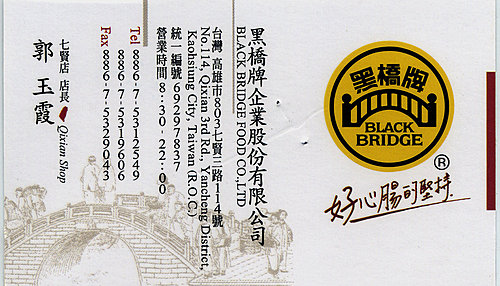 黑橋牌
BLACK
BRIDGE
®
好心腸的堅持
黑橋牌企業股份有限公司
BLACK BRIDGE FOOD CO.,LTD
台灣 高雄市803七賢三路114號
No.114, Qixian 3rd Rd., Yancheng District,
Kaohsiung City, Taiwan (R.O.C.)
統一編號 69297837
營業時間 8:30-22:00
Tel 886-7-5312549
886-7-5319606
Fax 886-7-5329043
七賢店 店長 Qixian Shop
郭玉霞